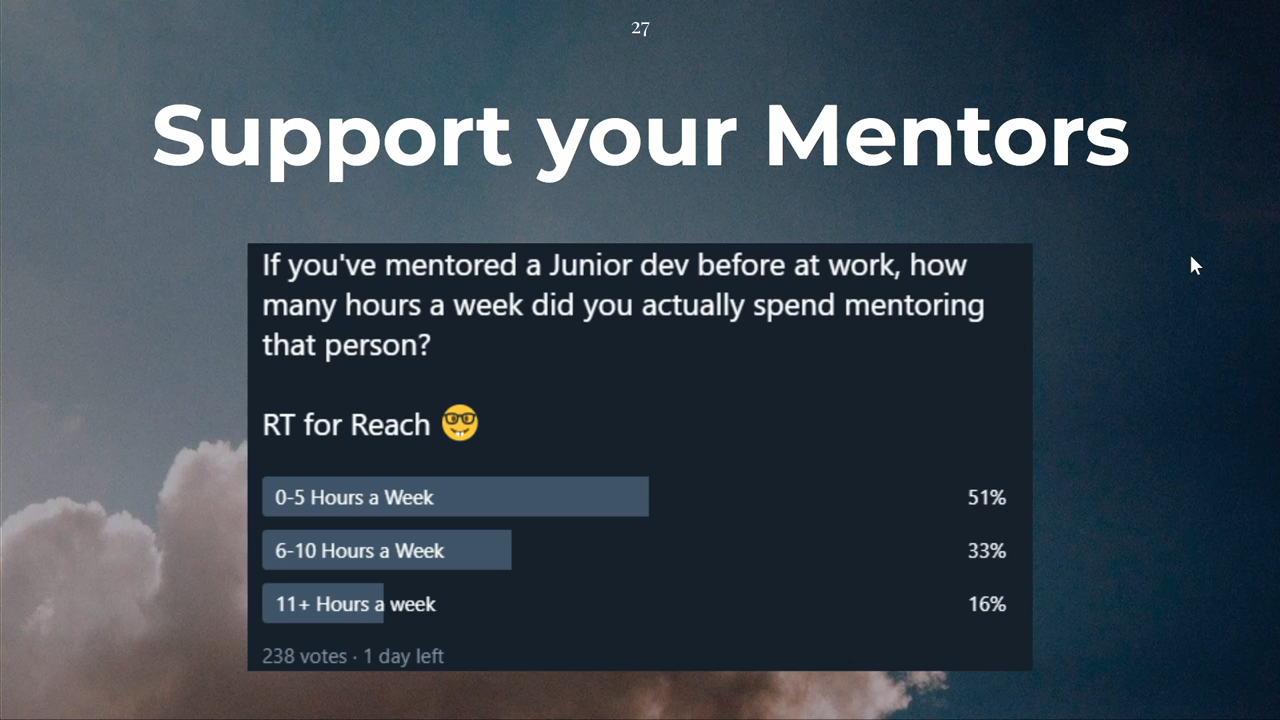 27
Support your Mentors
If you've mentored a Junior dev before at work, how
many hours a week did you actually spend mentoring
that person?
RT for Reach 🤓
0-5 Hours a Week 51%
6-10 Hours a Week 33%
11+ Hours a week 16%
238 votes · 1 day left